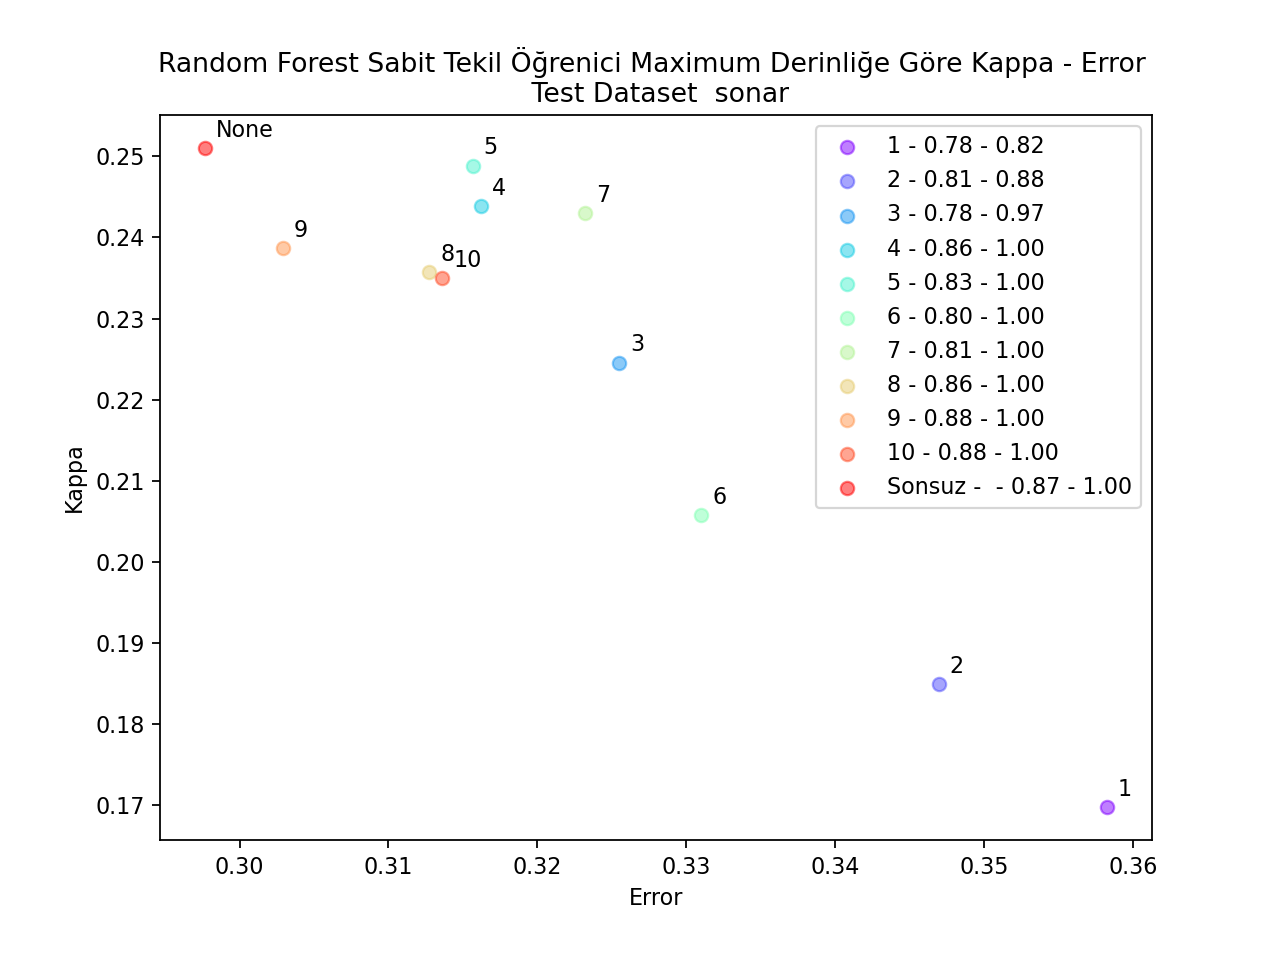 Random Forest Sabit Tekil Öğrenici Maximum Derinliğe Göre Kappa - Error
Test Dataset  sonar
None
5
4
7
9
8
10
3
6
2
1
1 - 0.78 - 0.82
2 - 0.81 - 0.88
3 - 0.78 - 0.97
4 - 0.86 - 1.00
5 - 0.83 - 1.00
6 - 0.80 - 1.00
7 - 0.81 - 1.00
8 - 0.86 - 1.00
9 - 0.88 - 1.00
10 - 0.88 - 1.00
Sonsuz -  - 0.87 - 1.00
Kappa
0.25
0.24
0.23
0.22
0.21
0.20
0.19
0.18
0.17
0.30 0.31 0.32 0.33 0.34 0.35 0.36
Error